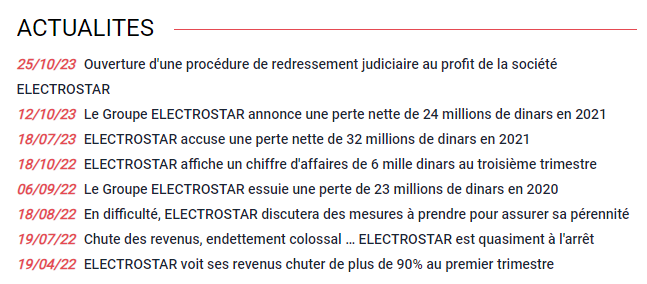 ACTUALITES
25/10/23 Ouverture d'une procédure de redressement judiciaire au profit de la société
ELECTROSTAR
12/10/23 Le Groupe ELECTROSTAR annonce une perte nette de 24 millions de dinars en 2021
18/07/23 ELECTROSTAR accuse une perte nette de 32 millions de dinars en 2021
18/10/22 ELECTROSTAR affiche un chiffre d'affaires de 6 mille dinars au troisième trimestre
06/09/22 Le Groupe ELECTROSTAR essuie une perte de 23 millions de dinars en 2020
18/08/22 En difficulté, ELECTROSTAR discutera des mesures à prendre pour assurer sa pérennité
19/07/22 Chute des revenus, endettement colossal ... ELECTROSTAR est quasiment à l'arrêt
19/04/22 ELECTROSTAR voit ses revenus chuter de plus de 90% au premier trimestre